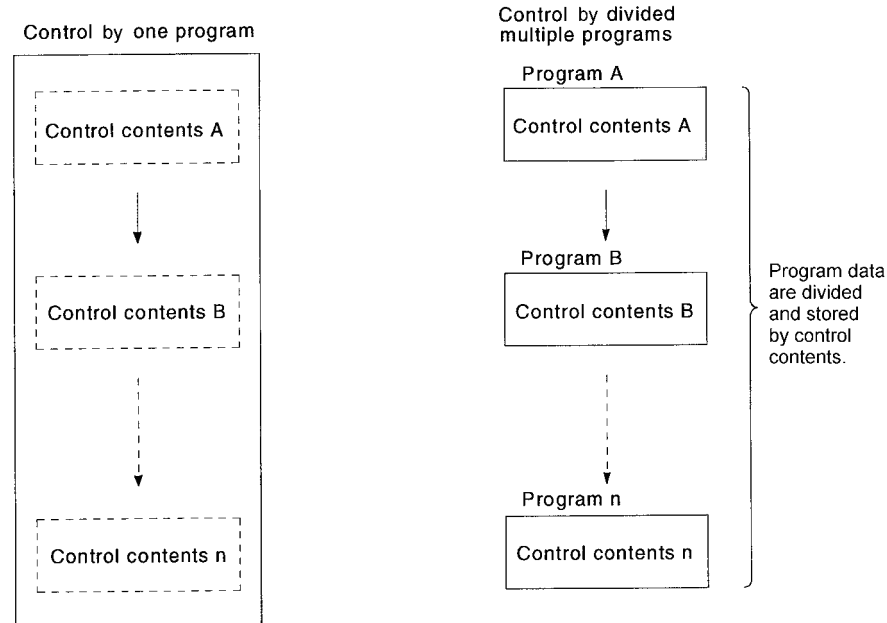 Control by one program
Control contents A
Control contents B
Control contents n
Control by divided
multiple programs
Program A
Control contents A
Program B
Control contents B
Program n
Control contents n
Program data
are divided
and stored
by control
contents.